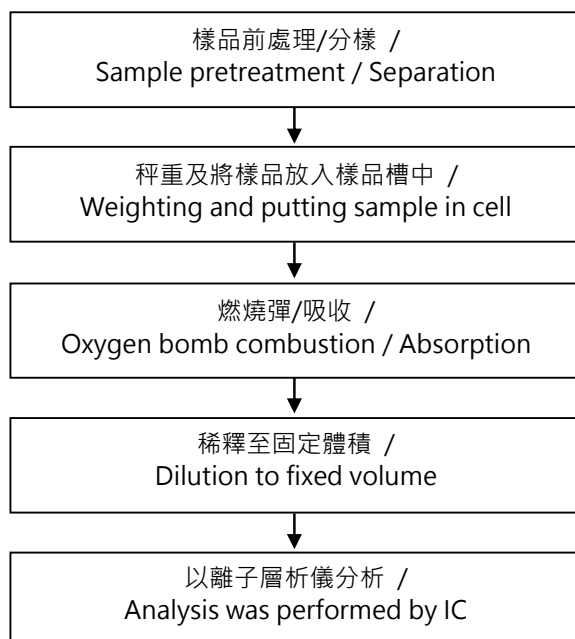 樣品前處理/分樣 /
Sample pretreatment / Separation
秤重及將樣品放入樣品槽中 /
Weighting and putting sample in cell
燃燒彈/吸收 /
Oxygen bomb combustion / Absorption
稀釋至固定體積 /
Dilution to fixed volume
以離子層析儀分析 /
Analysis was performed by IC